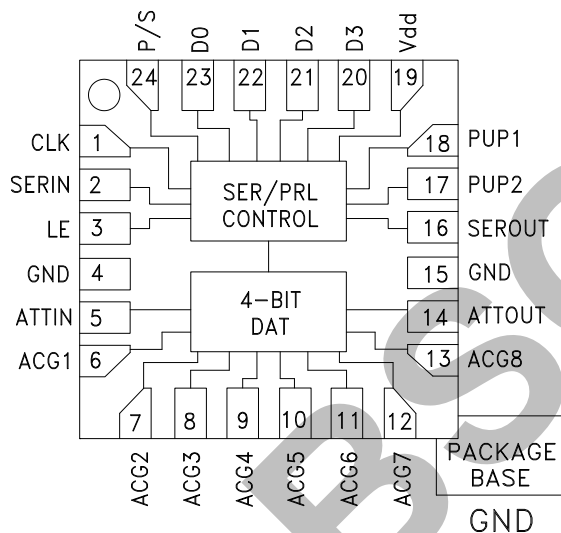 P/S D0 D1 D2 D3 Vdd
24 23 22 21 20 19
CLK 1 18 PUP1
SERIN 2 17 PUP2
SER/PRL
CONTROL
LE 3 16 SEROUT
GND 4 15 GND
4-BIT
DAT
ATTIN 5 14 ATTOUT
ACG1 6 13 ACG8
7 8 9 10 11 12
ACG2 ACG3 ACG4 ACG5 ACG6 ACG7
PACKAGE
BASE
GND